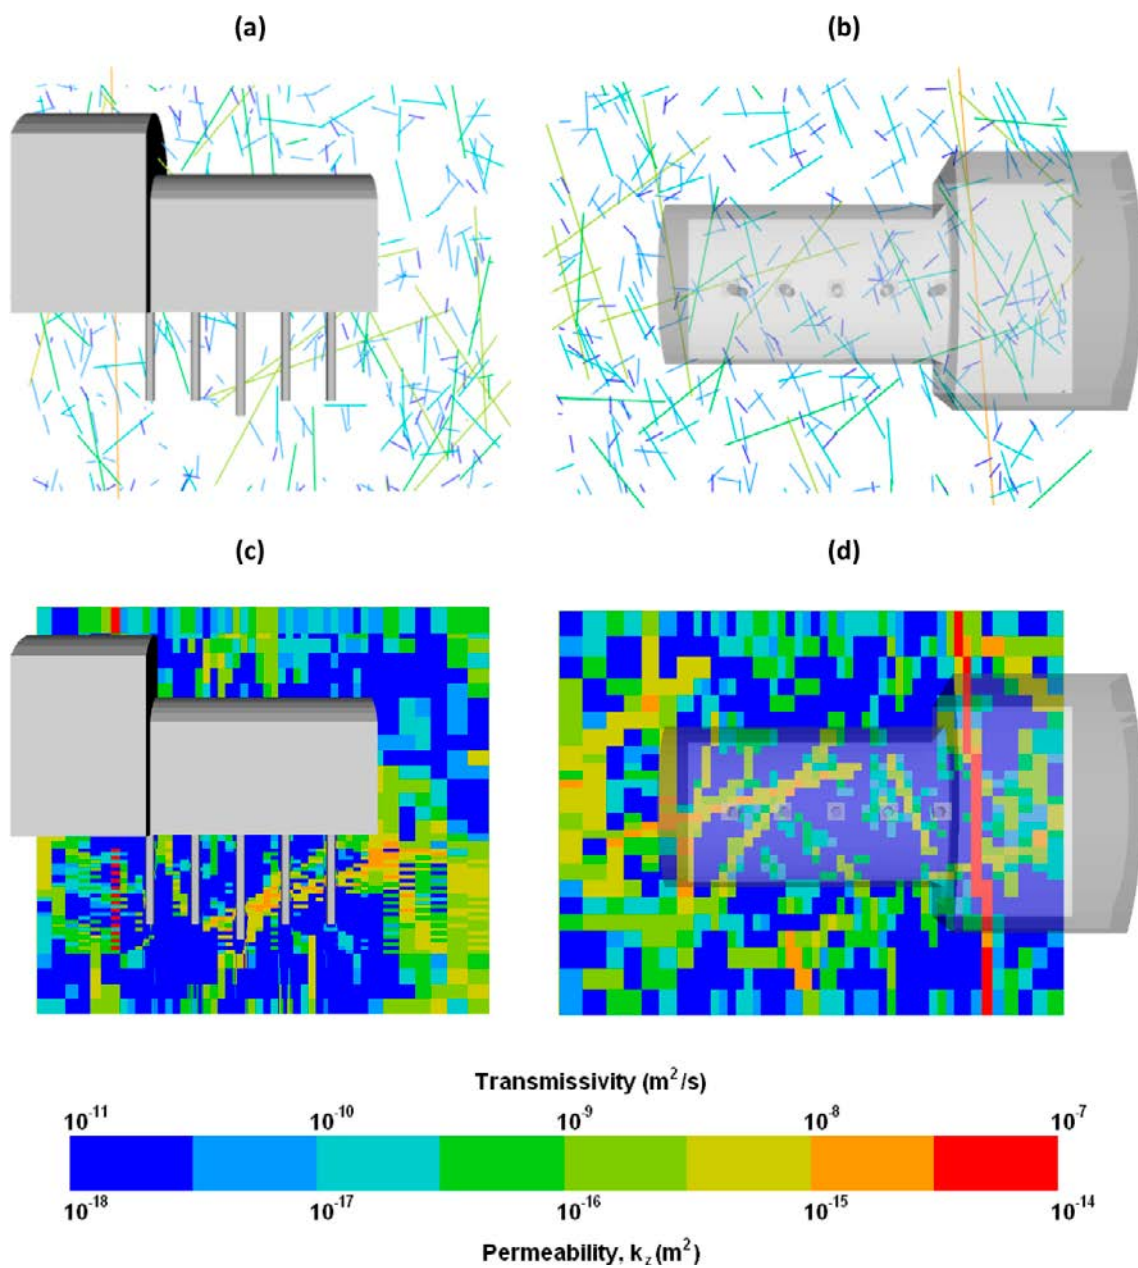 (a)
(b)
(c)
(d)
Transmissivity (m²/s)
10⁻¹¹ 10⁻¹⁰ 10⁻⁹ 10⁻⁸ 10⁻⁷
10⁻¹⁸ 10⁻¹⁷ 10⁻¹⁶ 10⁻¹⁵ 10⁻¹⁴
Permeability, k_z (m²)